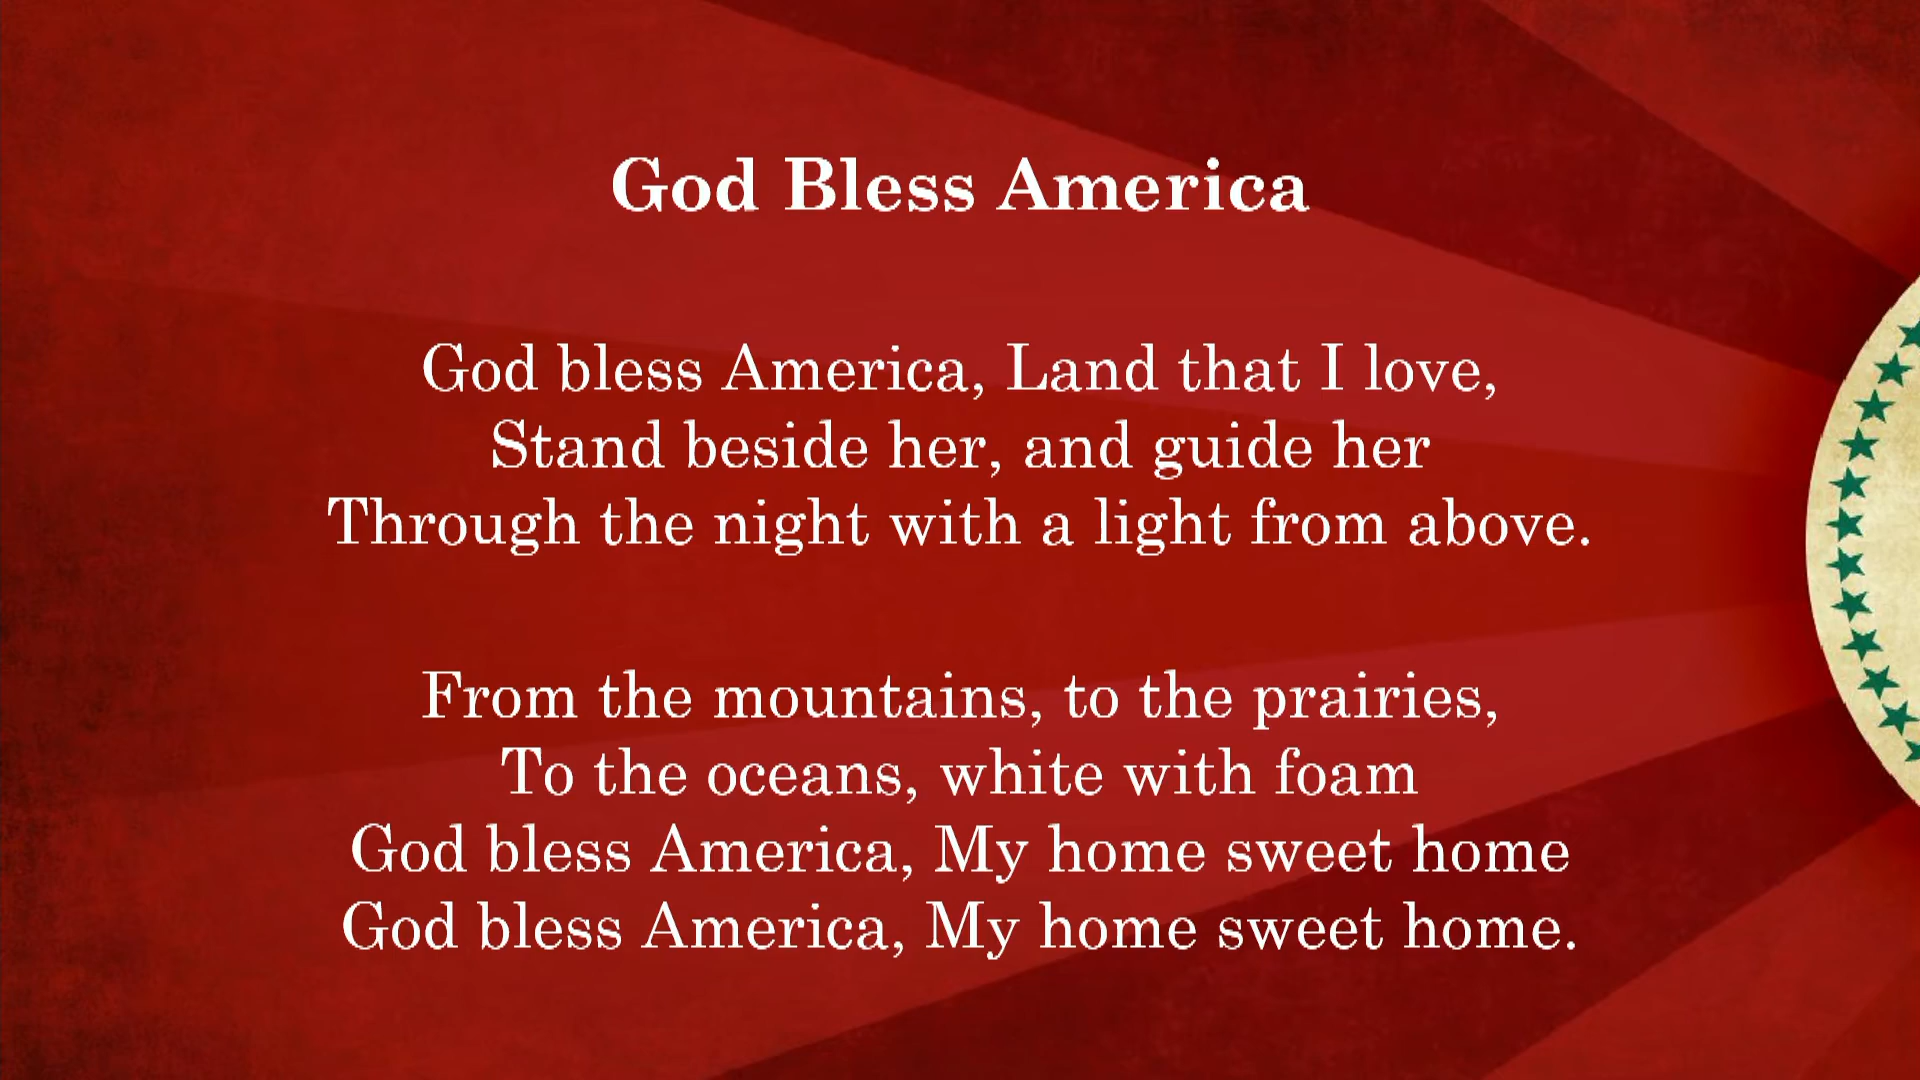 God Bless America
God bless America, Land that I love,
Stand beside her, and guide her
Through the night with a light from above.
From the mountains, to the prairies,
To the oceans, white with foam
God bless America, My home sweet home
God bless America, My home sweet home.